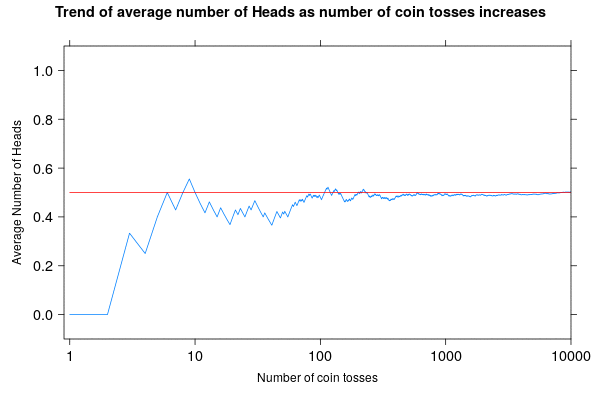 Trend of average number of Heads as number of coin tosses increases
Average Number of Heads
1.0
0.8
0.6
0.4
0.2
0.0
1 10 100 1000 10000
Number of coin tosses